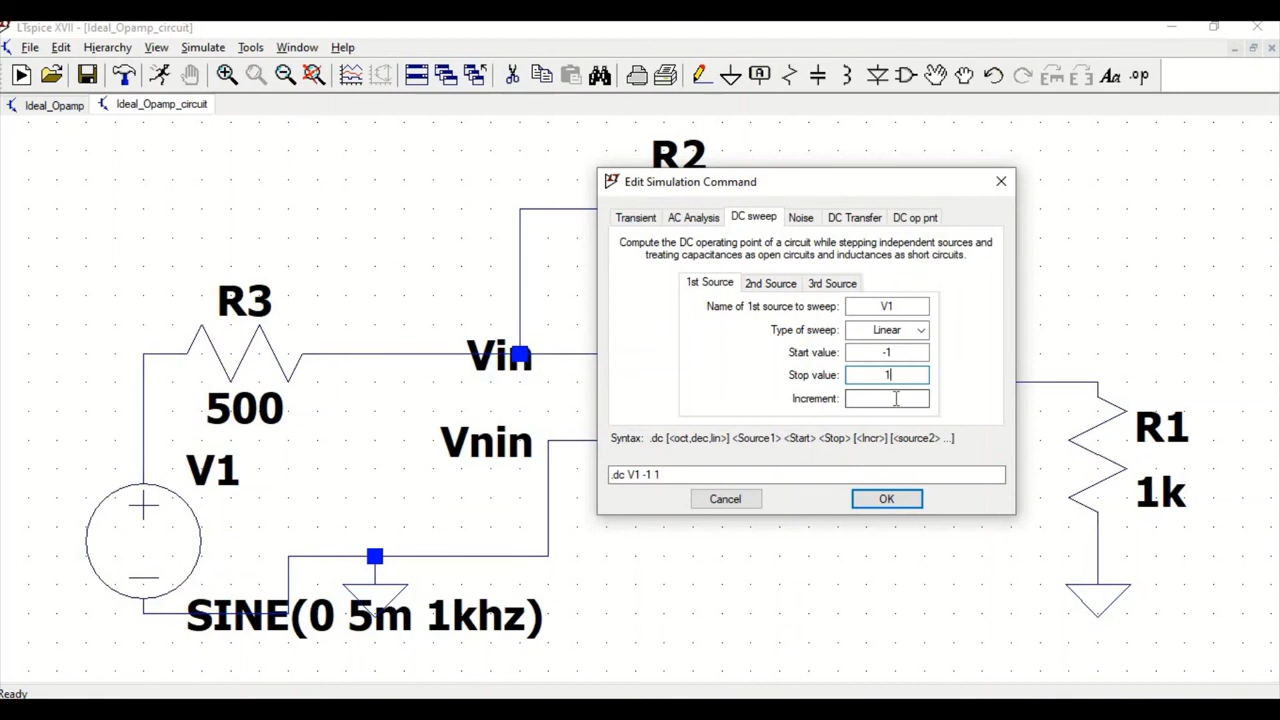 LTspice XVII - [Ideal_Opamp_circuit]
File Edit Hierarchy View Simulate Tools Window Help
Ideal_Opamp Ideal_Opamp_circuit
R2
Edit Simulation Command
Transient AC Analysis DC sweep Noise DC Transfer DC op pnt
Compute the DC operating point of a circuit while stepping independent sources and
treating capacitances as open circuits and inductances as short circuits.
1st Source 2nd Source 3rd Source
Name of 1st source to sweep: V1
Type of sweep: Linear
Start value: -1
Stop value: 1
Increment:
Syntax: .dc [<oct,dec,lin>] <Source1> <Start> <Stop> [<Incr>] [<source2> ...]
.dc V1 -1 1
Cancel OK
R3
500
Vin
Vnin
V1
SINE(0 5m 1khz)
R1
1k
Aa .op
Ready